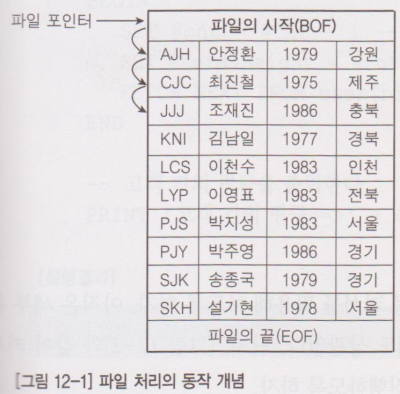 파일 포인터
파일의 시작(BOF)
AJH 안정환 1979 강원
CJC 최진철 1975 제주
JJJ 조재진 1986 충북
KNI 김남일 1977 경북
LCS 이천수 1983 인천
LYP 이영표 1983 전북
PJS 박지성 1983 서울
PJY 박주영 1986 경기
SJK 송종국 1979 경기
SKH 설기현 1978 서울
파일의 끝(EOF)
[그림 12-1] 파일 처리의 동작 개념